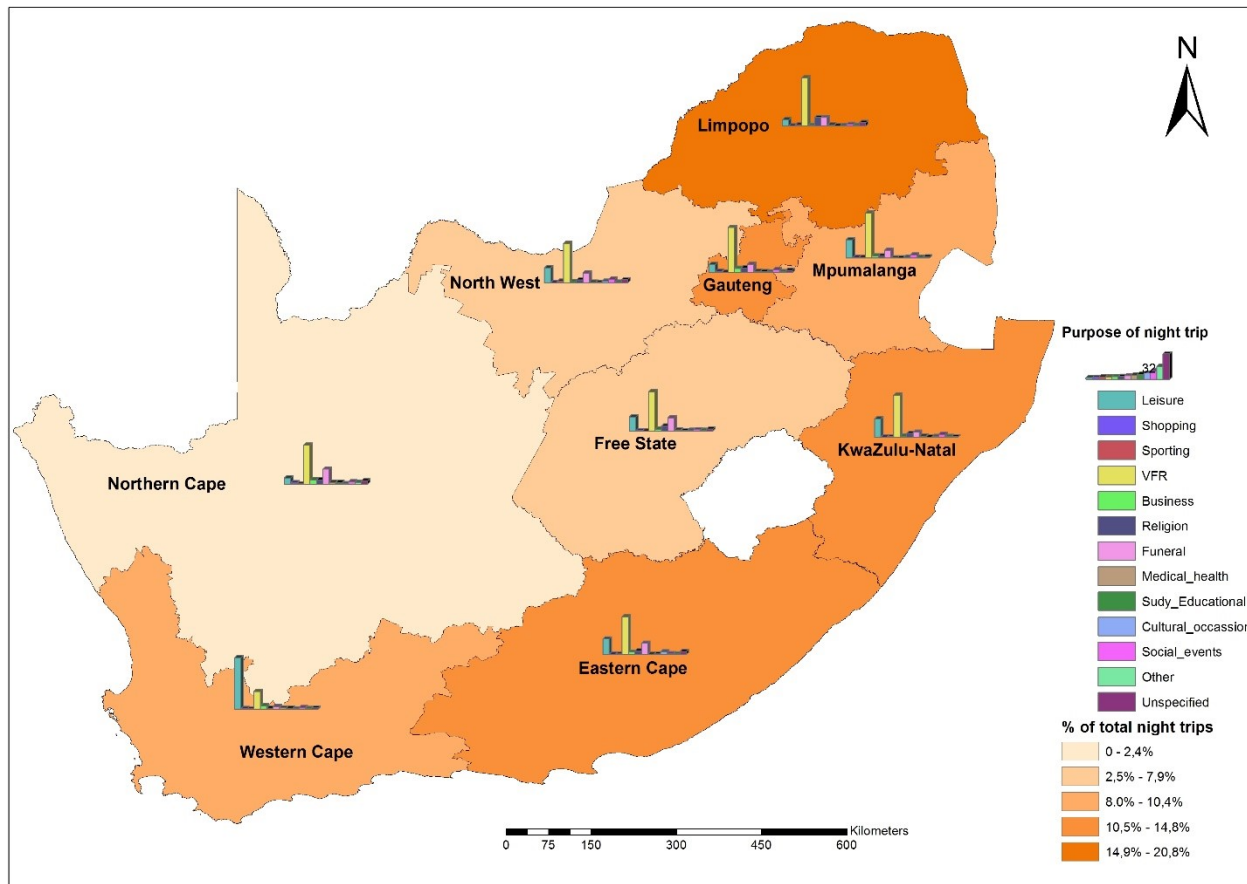 N
Limpopo
North West
Gauteng
Mpumalanga
Free State
KwaZulu-Natal
Northern Cape
Eastern Cape
Western Cape
Purpose of night trip
32
Leisure
Shopping
Sporting
VFR
Business
Religion
Funeral
Medical_health
Sudy_Educational
Cultural_occassion
Social_events
Other
Unspecified
% of total night trips
0 - 2,4%
2,5% - 7,9%
8.0% - 10,4%
10,5% - 14,8%
14,9% - 20,8%
Kilometers
0 75 150 300 450 600